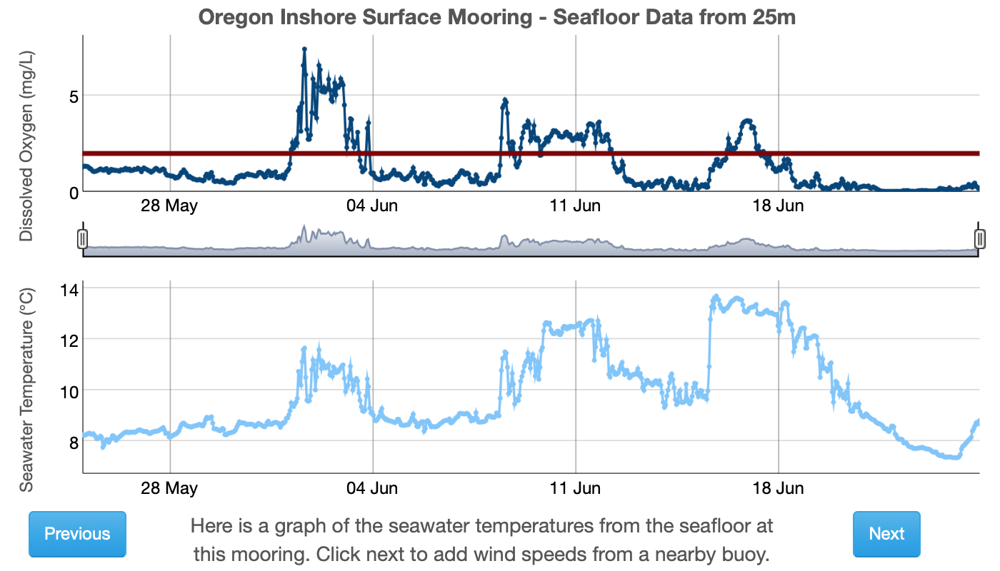 Oregon Inshore Surface Mooring - Seafloor Data from 25m
Dissolved Oxygen (mg/L)
5
0
28 May 04 Jun 11 Jun 18 Jun
Seawater Temperature (°C)
14
12
10
8
28 May 04 Jun 11 Jun 18 Jun
Previous
Here is a graph of the seawater temperatures from the seafloor at
this mooring. Click next to add wind speeds from a nearby buoy.
Next